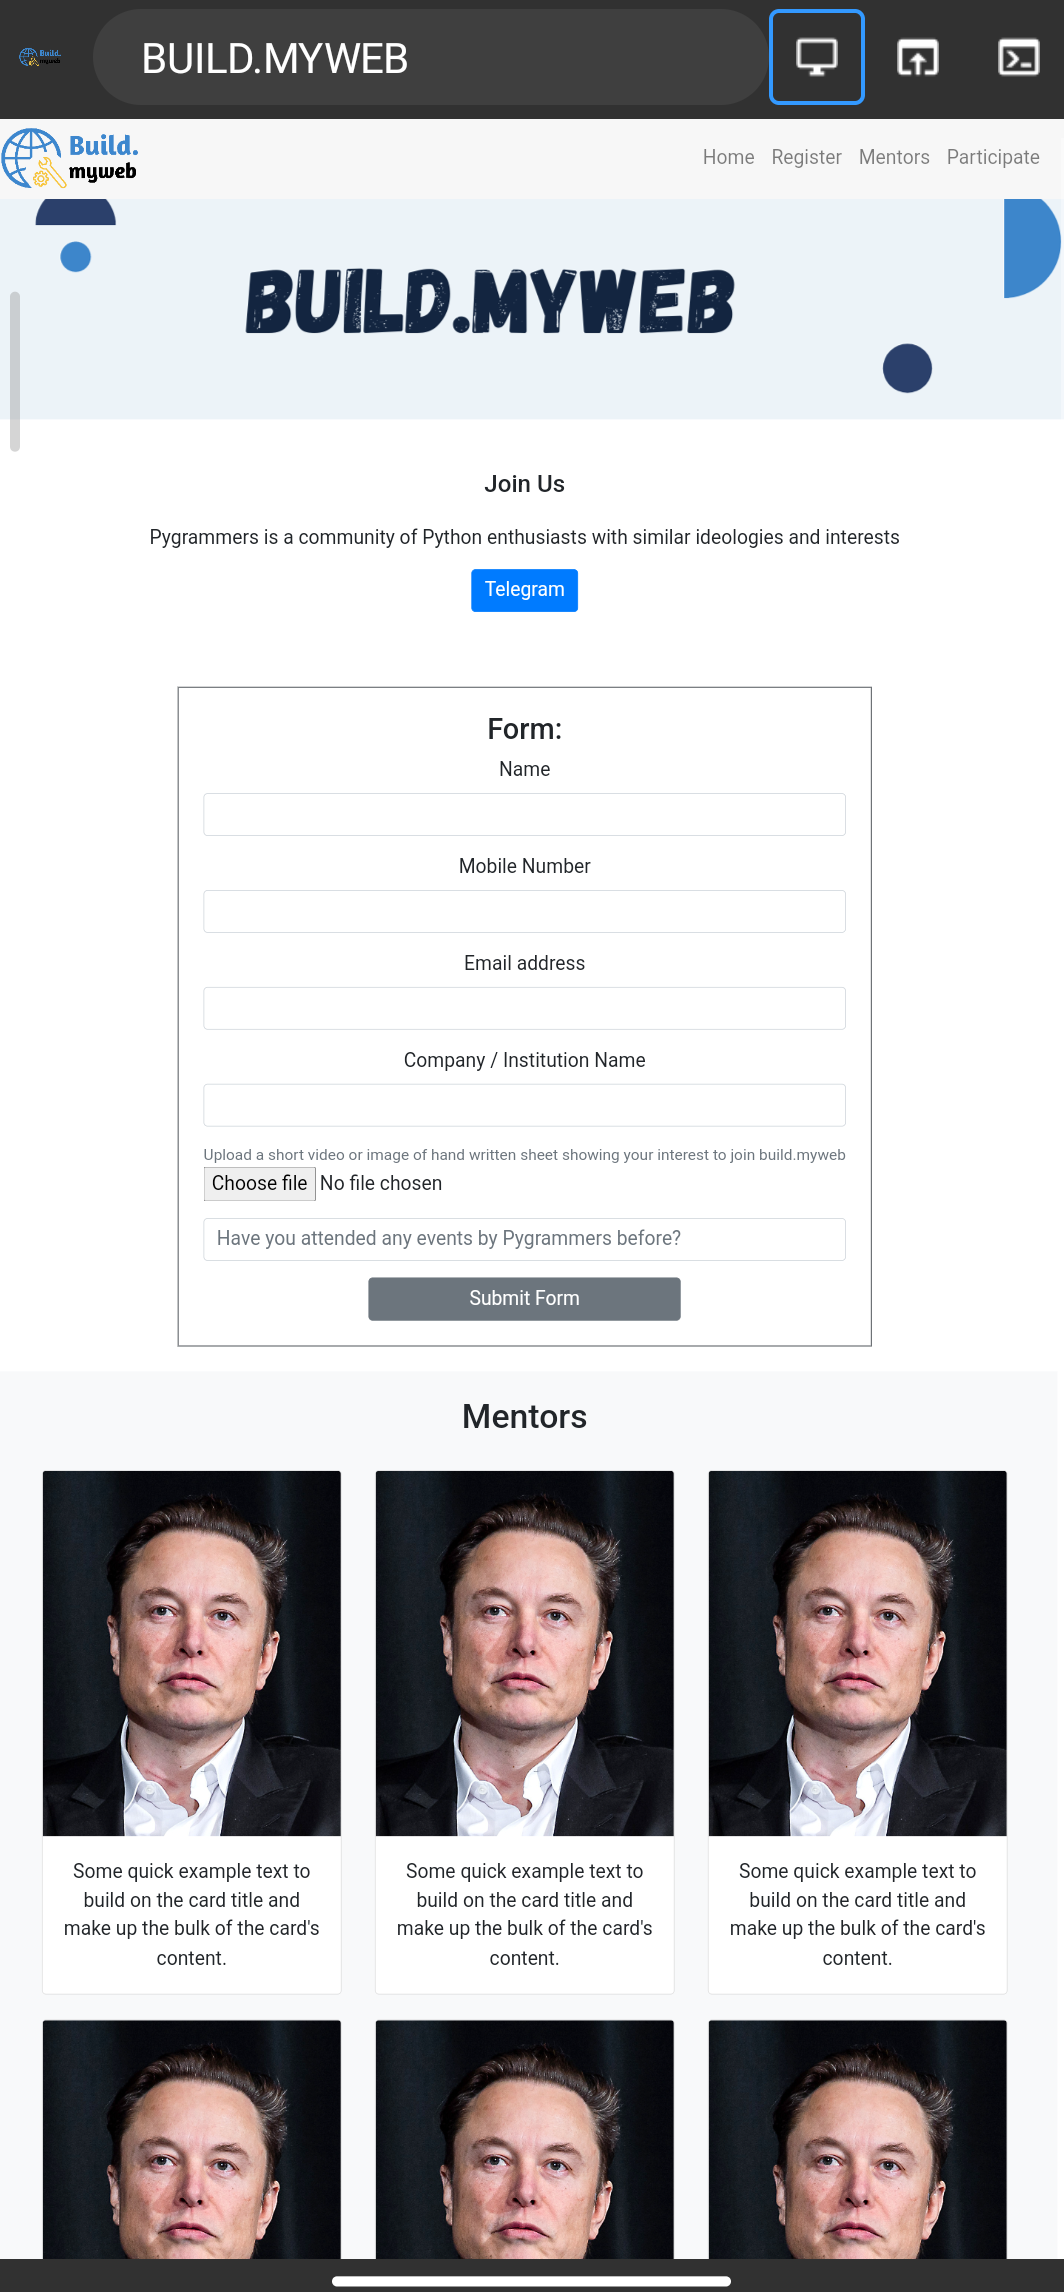 Build.
myweb
BUILD.MYWEB
Build.
myweb
Home Register Mentors Participate
BUILD.MYWEB
Join Us
Pygrammers is a community of Python enthusiasts with similar ideologies and interests
Telegram
Form:
Name
Mobile Number
Email address
Company / Institution Name
Upload a short video or image of hand written sheet showing your interest to join build.myweb
Choose file No file chosen
Have you attended any events by Pygrammers before?
Submit Form
Mentors
Some quick example text to
build on the card title and
make up the bulk of the card's
content.
Some quick example text to
build on the card title and
make up the bulk of the card's
content.
Some quick example text to
build on the card title and
make up the bulk of the card's
content.